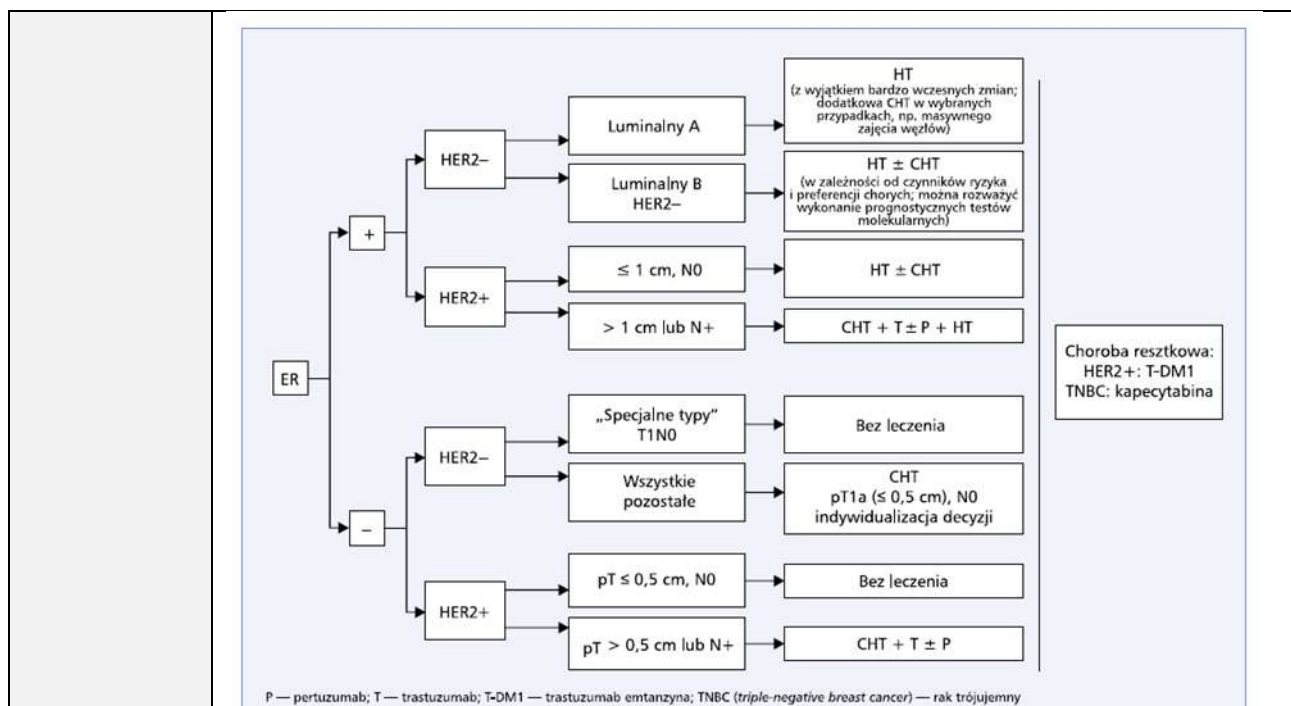 HT
(z wyjątkiem bardzo wczesnych zmian;
dodatkowa CHT w wybranych
przypadkach, np. masywnego
zajęcia węzłów)
Luminalny A
HER2−
Luminalny B
HER2−
HT ± CHT
(w zależności od czynników ryzyka
i preferencji chorych; można rozważyć
wykonanie prognostycznych testów
molekularnych)
+
HER2+
≤ 1 cm, N0
HT ± CHT
> 1 cm lub N+
CHT + T ± P + HT
ER
Choroba resztkowa:
HER2+: T-DM1
TNBC: kapecytabina
−
HER2−
„Specjalne typy”
T1N0
Bez leczenia
Wszystkie
pozostałe
CHT
pT1a (≤ 0,5 cm), N0
indywidualizacja decyzji
HER2+
pT ≤ 0,5 cm, N0
Bez leczenia
pT > 0,5 cm lub N+
CHT + T ± P
P — pertuzumab; T — trastuzumab; T-DM1 — trastuzumab emtanzyna; TNBC (triple-negative breast cancer) — rak trójujemny